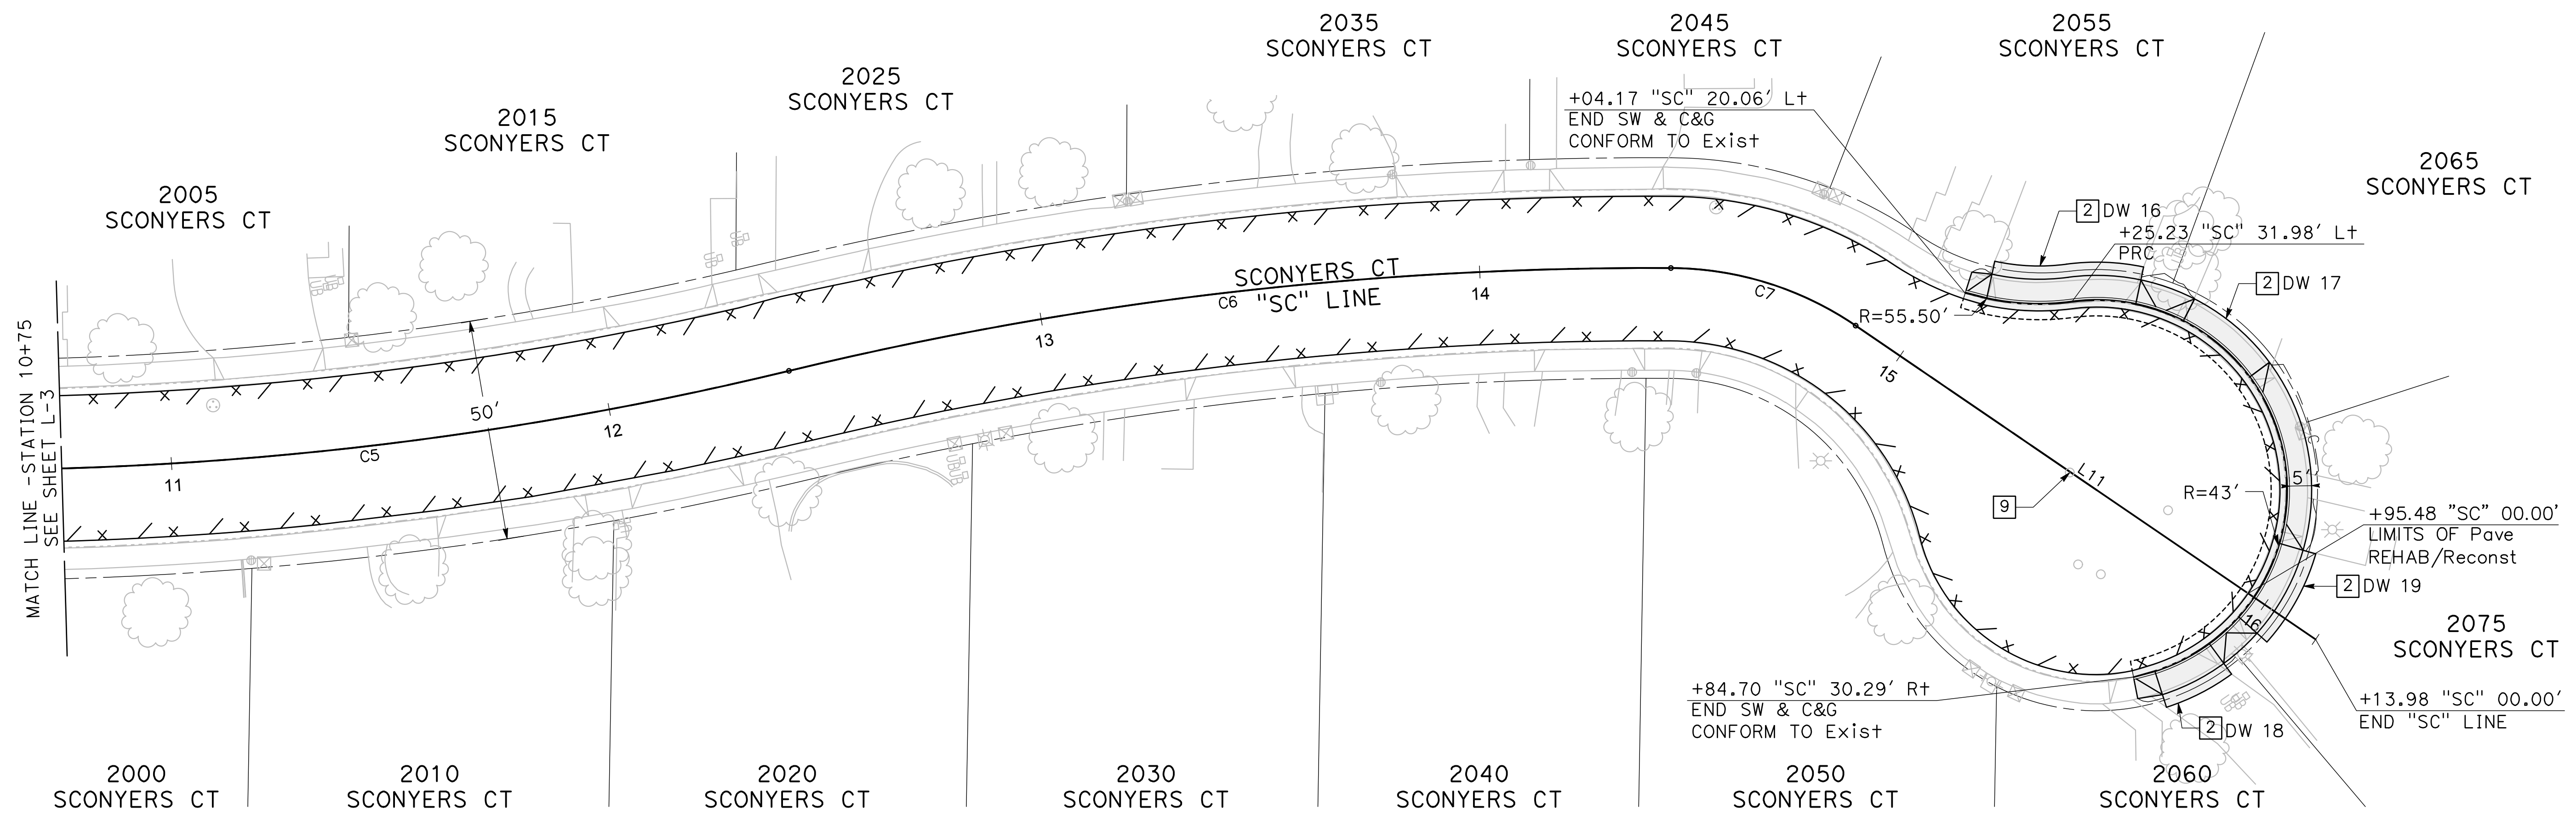 2035
SCONYERS CT
2045
SCONYERS CT
2055
SCONYERS CT
2025
SCONYERS CT
2015
SCONYERS CT
2005
SCONYERS CT
2065
SCONYERS CT
+04.17 "SC" 20.06' Lt
END SW & C&G
CONFORM TO Exist
2 DW 16
+25.23 "SC" 31.98' Lt
PRC
2 DW 17
R=55.50'
SCONYERS CT
"SC" LINE
C5
C6
C7
L11
11
12
13
14
15
16
50'
5'
9
R=43'
MATCH LINE -STATION 10+75
SEE SHEET L-3
+95.48 "SC" 00.00'
LIMITS OF Pave
REHAB/Reconst
2 DW 19
2075
SCONYERS CT
+84.70 "SC" 30.29' Rt
END SW & C&G
CONFORM TO Exist
+13.98 "SC" 00.00'
END "SC" LINE
2 DW 18
2000
SCONYERS CT
2010
SCONYERS CT
2020
SCONYERS CT
2030
SCONYERS CT
2040
SCONYERS CT
2050
SCONYERS CT
2060
SCONYERS CT